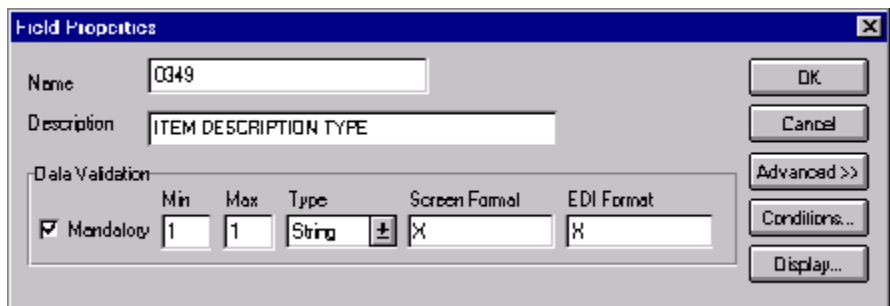 Field Properties
Name 0349
Description ITEM DESCRIPTION TYPE
Data Validation
Min Max Type Screen Format EDI Format
Mandatory 1 1 String X X
OK
Cancel
Advanced >>
Conditions...
Display...